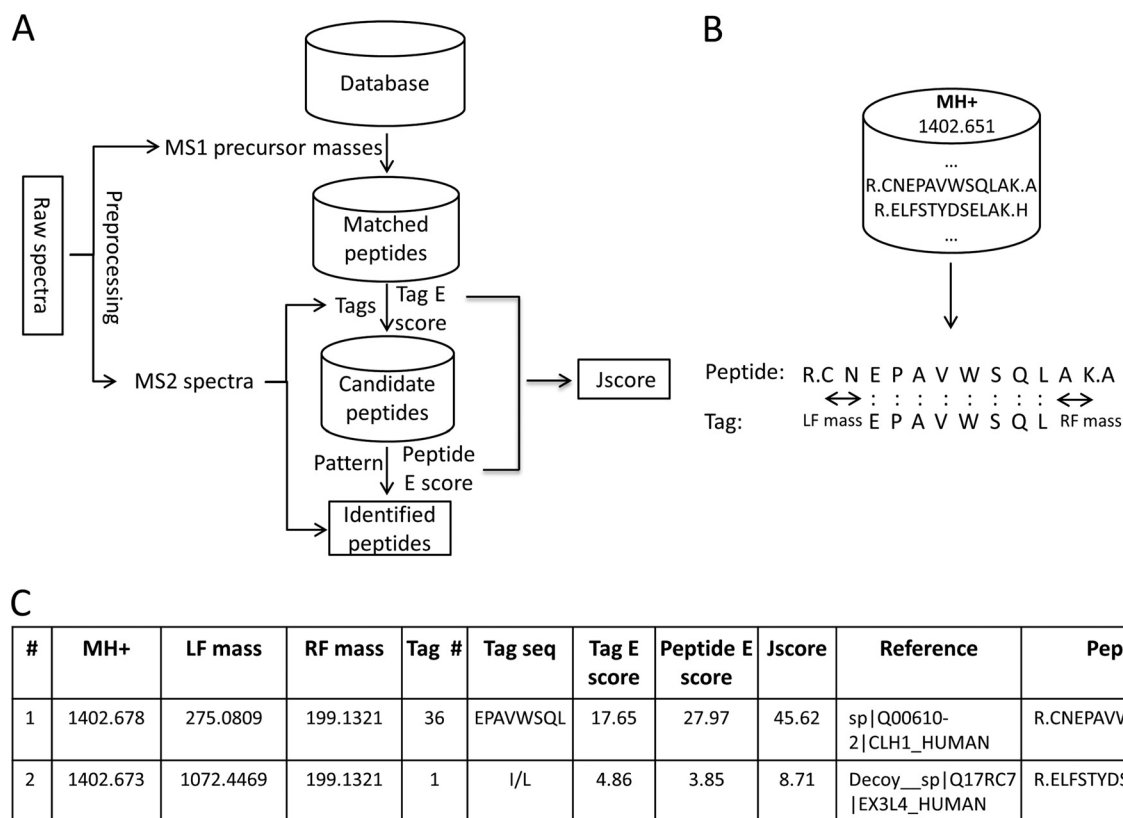 A
Database
MS1 precursor masses
Raw spectra
Preprocessing
Matched
peptides
Tags
Tag E
score
MS2 spectra
Candidate
peptides
Jscore
Pattern
Peptide
E score
Identified
peptides
B
MH+
1402.651
...
R.CNEPAVWSQLAK.A
R.ELFSTYDSELAK.H
...
Peptide: R.C N E P A V W S Q L A K.A
: : : : : : : :
Tag: LF mass E P A V W S Q L RF mass
C
# MH+ LF mass RF mass Tag # Tag seq Tag E score Peptide E score Jscore Reference Pep
1 1402.678 275.0809 199.1321 36 EPAVWSQL 17.65 27.97 45.62 sp|Q00610-2|CLH1_HUMAN R.CNEPAVW
2 1402.673 1072.4469 199.1321 1 I/L 4.86 3.85 8.71 Decoy__sp|Q17RC7|EX3L4_HUMAN R.ELFSTYDS